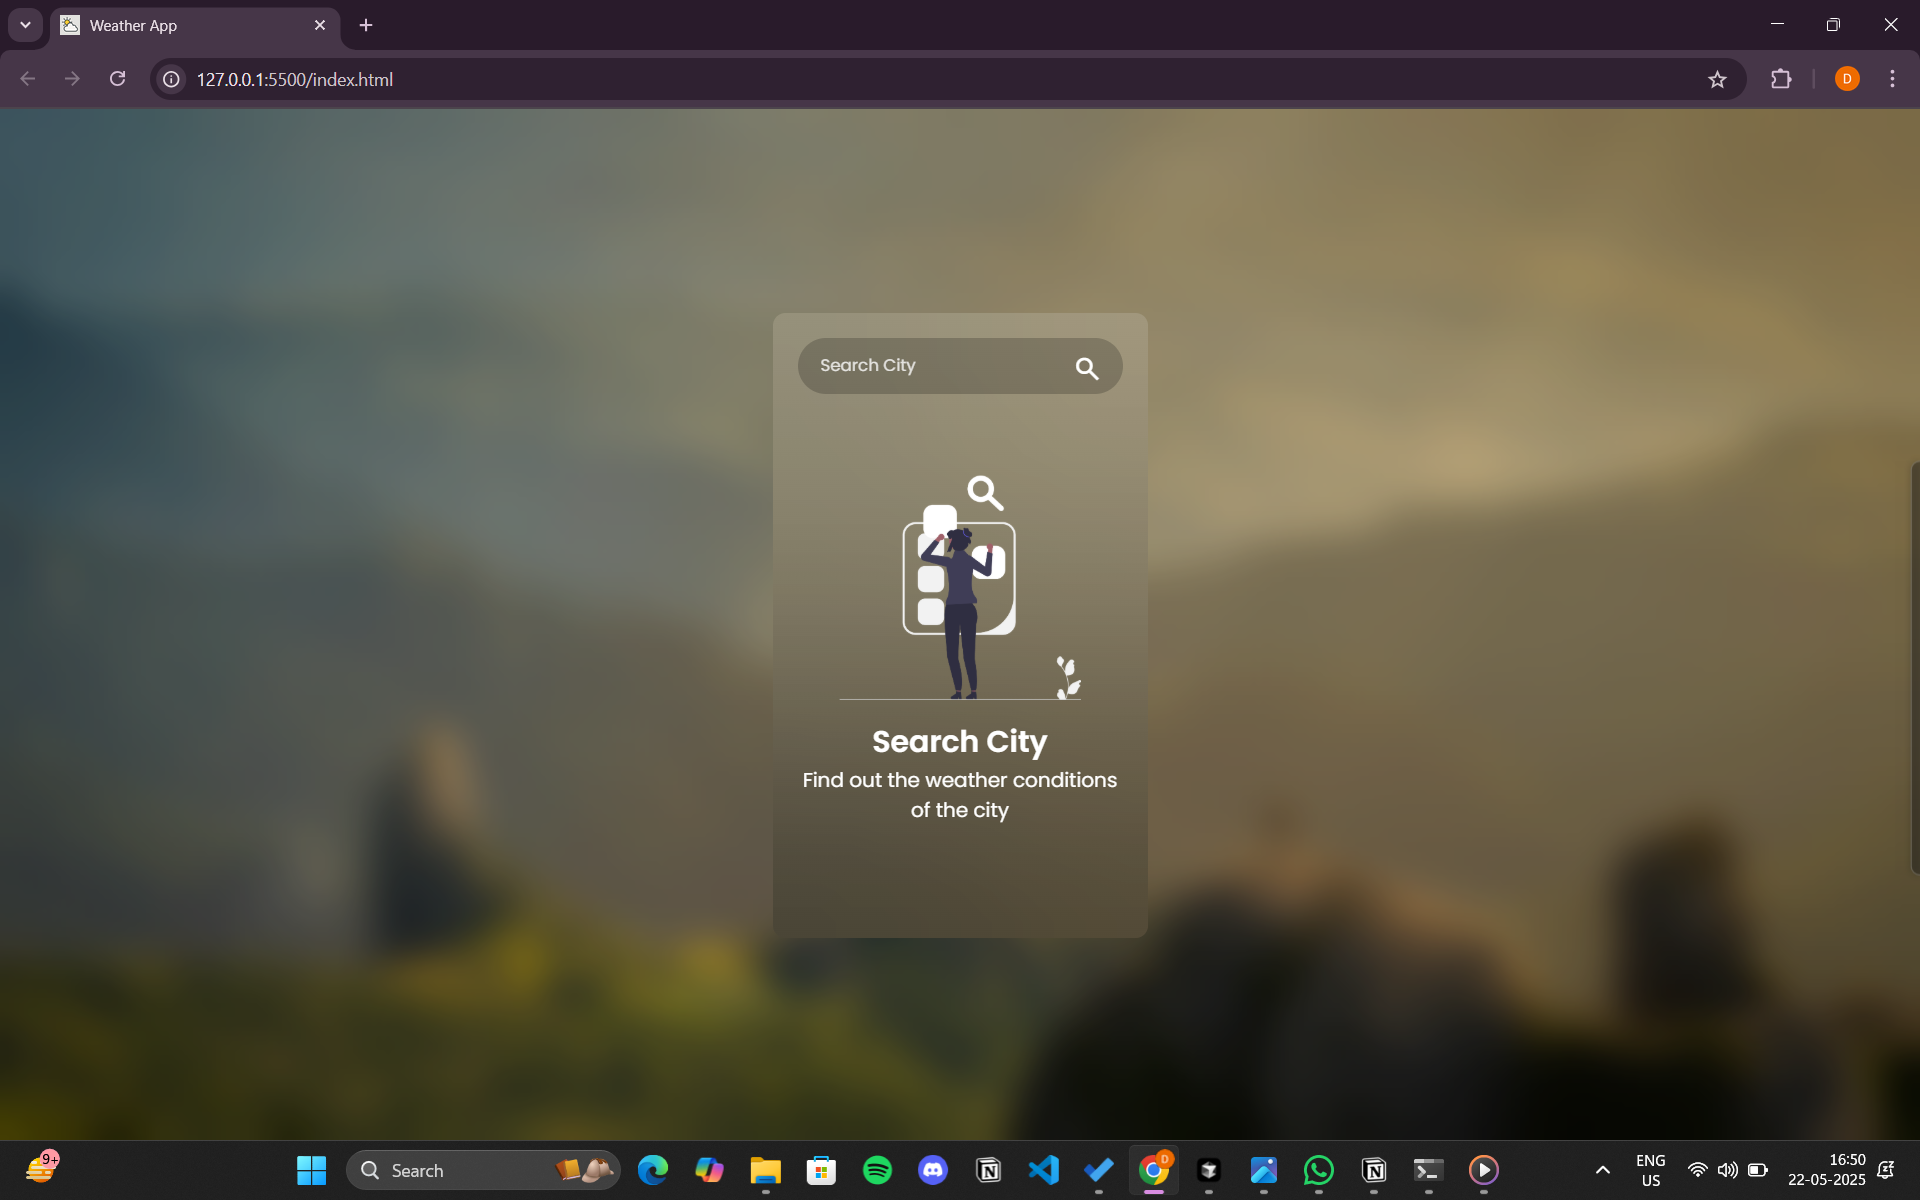 Weather App
127.0.0.1:5500/index.html
D
Search City
Search City
Find out the weather conditions
of the city
9+
Search
D
ENG
US
16:50
22-05-2025